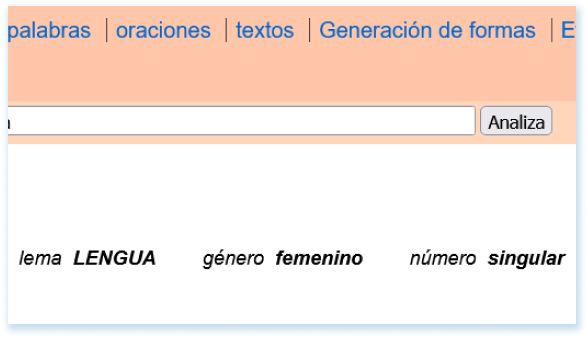 palabras | oraciones | textos | Generación de formas |
Analiza
lema LENGUA género femenino número singular